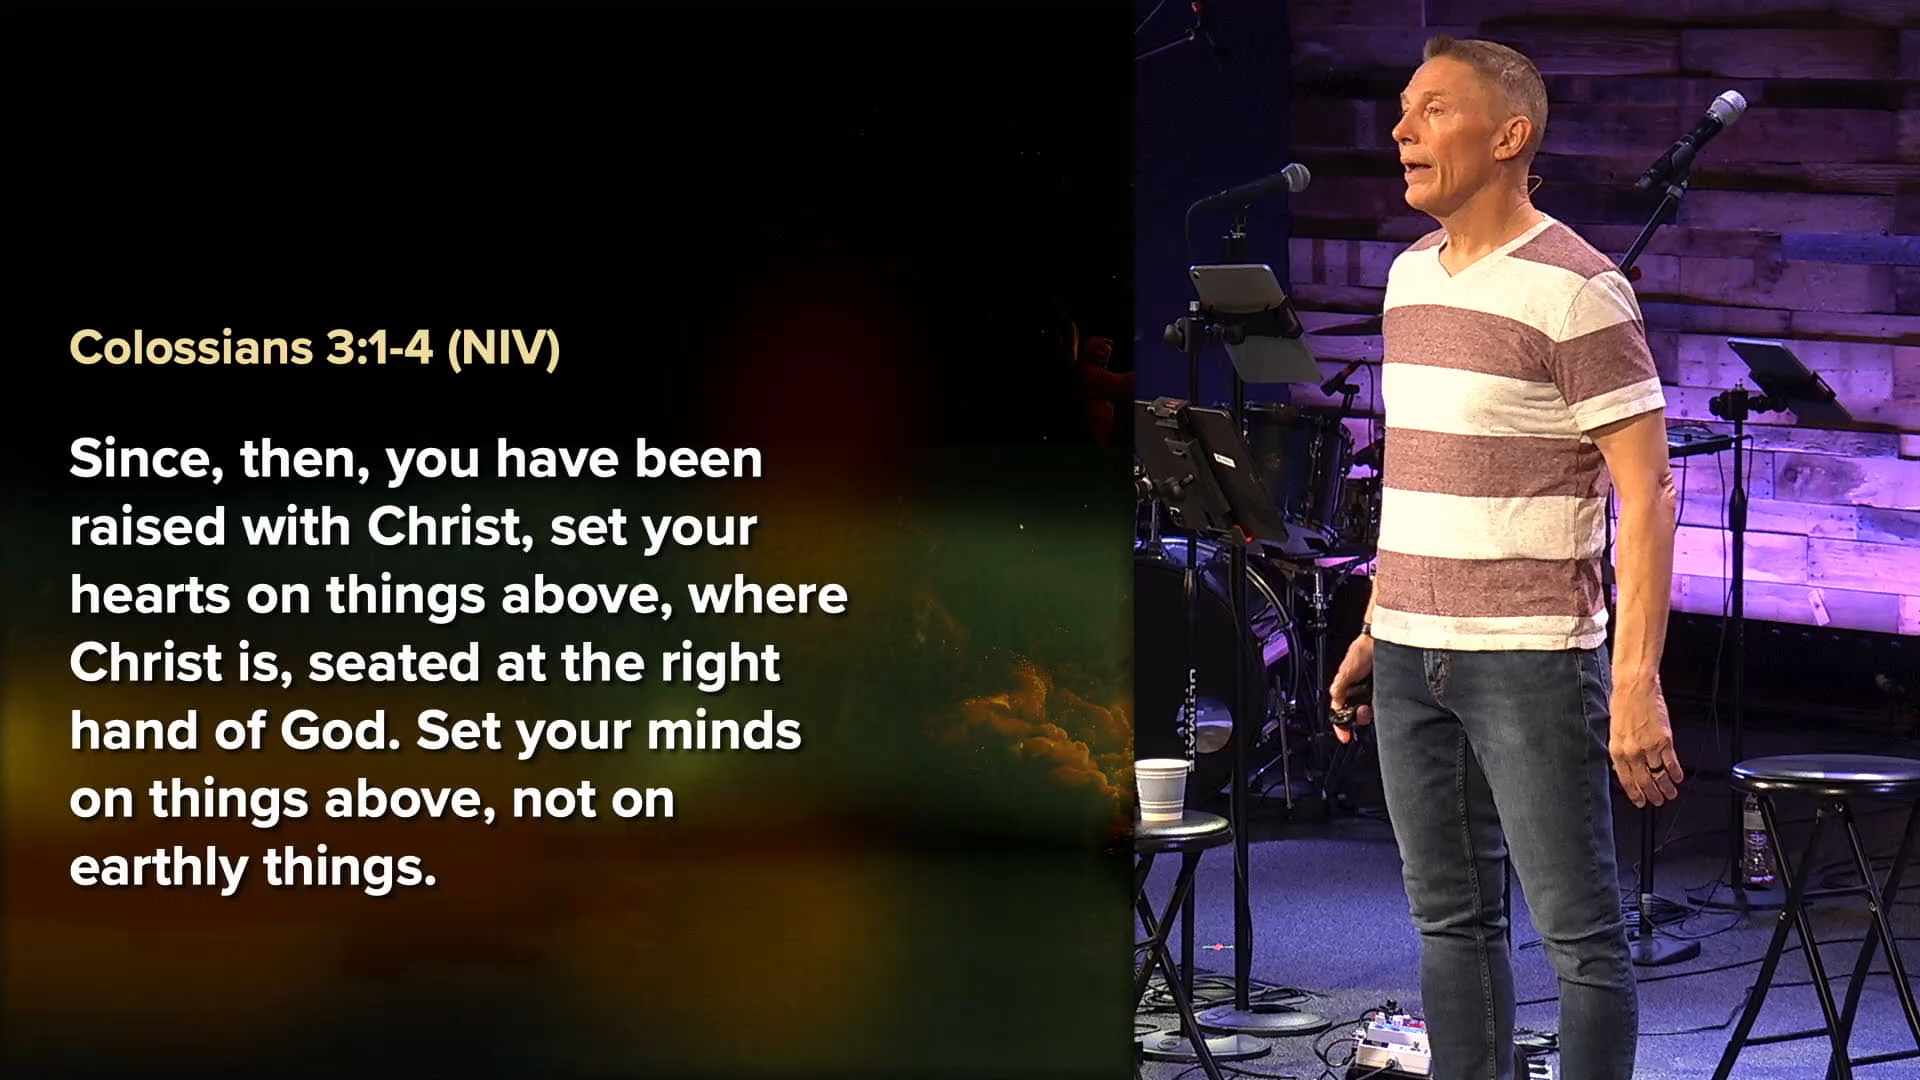 Colossians 3:1-4 (NIV)
Since, then, you have been
raised with Christ, set your
hearts on things above, where
Christ is, seated at the right
hand of God. Set your minds
on things above, not on
earthly things.
ULTIMATE